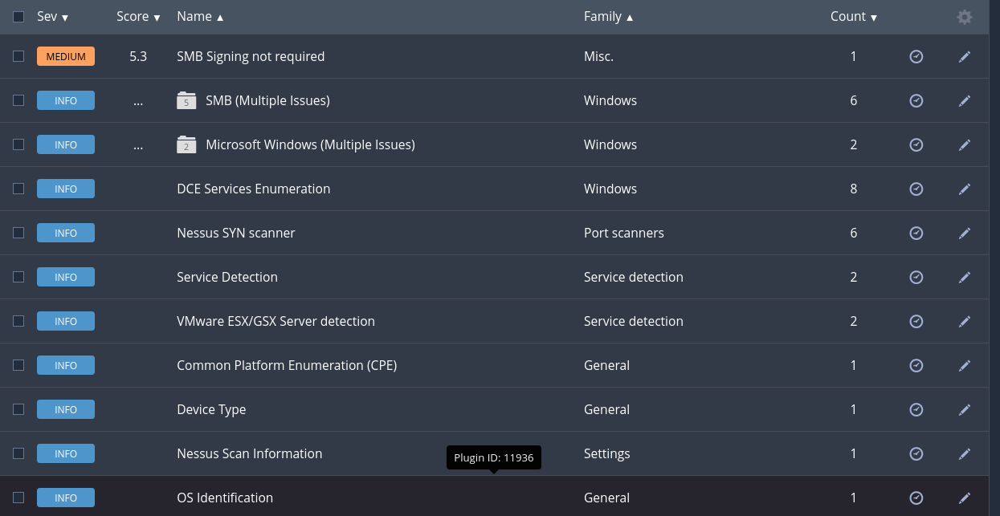 Sev ▼ Score ▼ Name ▲ Family ▲ Count ▼
MEDIUM 5.3 SMB Signing not required Misc. 1
INFO ... 5 SMB (Multiple Issues) Windows 6
INFO ... 2 Microsoft Windows (Multiple Issues) Windows 2
INFO DCE Services Enumeration Windows 8
INFO Nessus SYN scanner Port scanners 6
INFO Service Detection Service detection 2
INFO VMware ESX/GSX Server detection Service detection 2
INFO Common Platform Enumeration (CPE) General 1
INFO Device Type General 1
INFO Nessus Scan Information Plugin ID: 11936 Settings 1
INFO OS Identification General 1